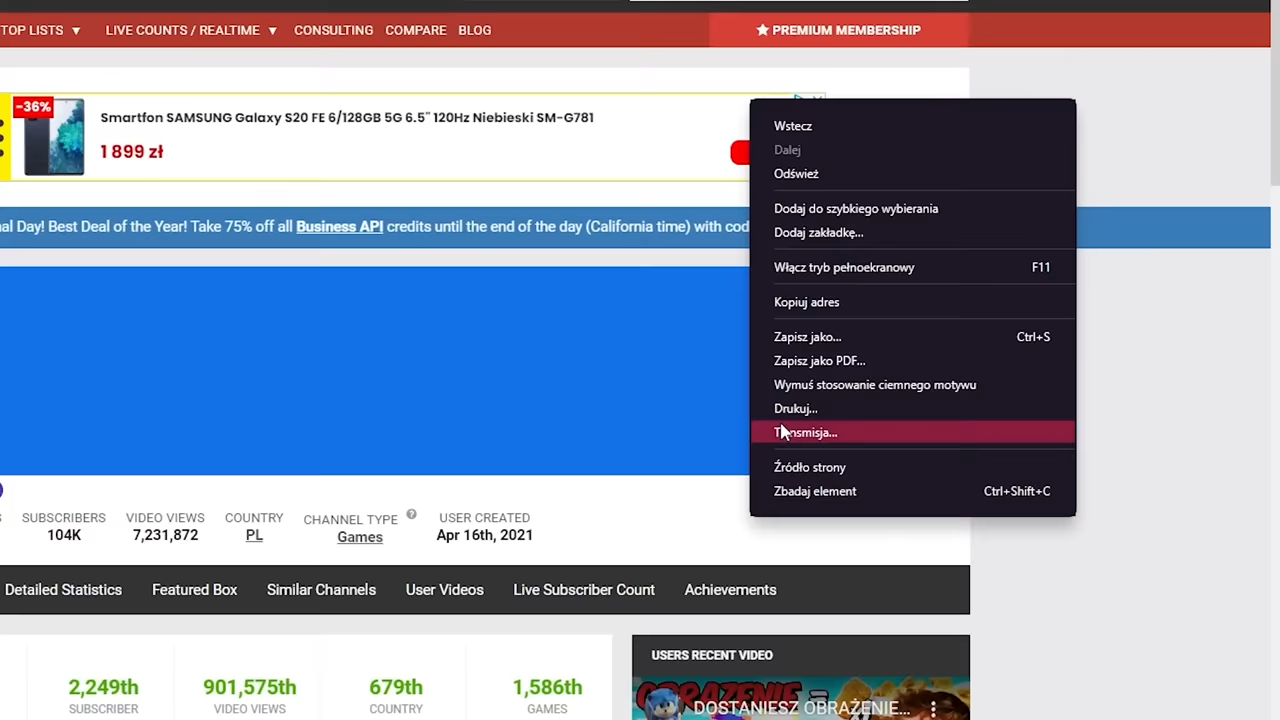 TOP LISTS ▼ LIVE COUNTS / REALTIME ▼ CONSULTING COMPARE BLOG ★ PREMIUM MEMBERSHIP
-36%
Smartfon SAMSUNG Galaxy S20 FE 6/128GB 5G 6.5" 120Hz Niebieski SM-G781
1 899 zł
Wstecz
Dalej
Odśwież
Dodaj do szybkiego wybierania
Dodaj zakładkę...
Włącz tryb pełnoekranowy F11
Kopiuj adres
Zapisz jako... Ctrl+S
Zapisz jako PDF...
Wymuś stosowanie ciemnego motywu
Drukuj...
Transmisja...
Źródło strony
Zbadaj element Ctrl+Shift+C
al Day! Best Deal of the Year! Take 75% off all Business API credits until the end of the day (California time) with cod
SUBSCRIBERS VIDEO VIEWS COUNTRY CHANNEL TYPE ? USER CREATED
104K 7,231,872 PL Games Apr 16th, 2021
Detailed Statistics Featured Box Similar Channels User Videos Live Subscriber Count Achievements
2,249th 901,575th 679th 1,586th
SUBSCRIBER VIDEO VIEWS COUNTRY GAMES
USERS RECENT VIDEO
OBRAŻENIE =
DOSTANIESZ OBRAŻENIE...